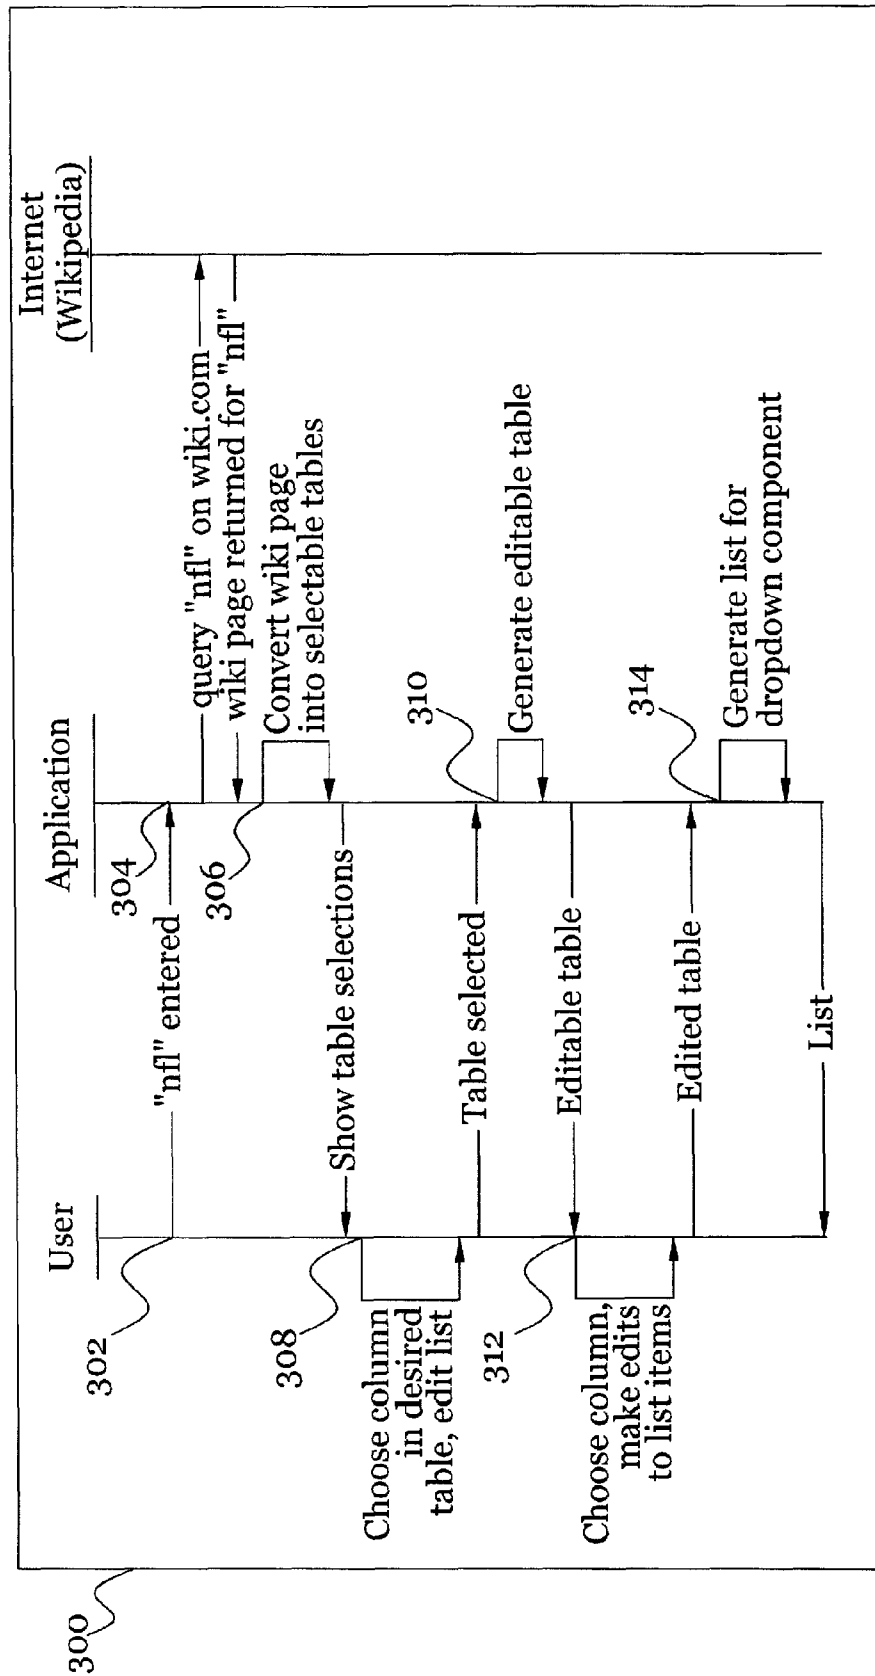 300
User
Application
Internet
(Wikipedia)
302
"nfl" entered
304
query "nfl" on wiki.com
wiki page returned for "nfl"
306
Convert wiki page
into selectable tables
Show table selections
308
Choose column
in desired
table, edit list
Table selected
310
Generate editable table
Editable table
312
Choose column,
make edits
to list items
Edited table
314
Generate list for
dropdown component
List